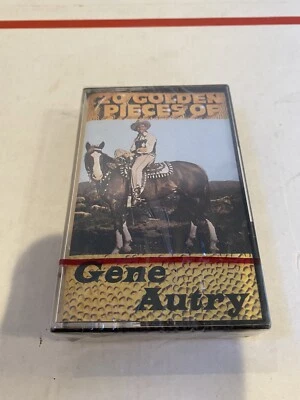 20 GOLDEN
PIECES OF
Gene
Autry